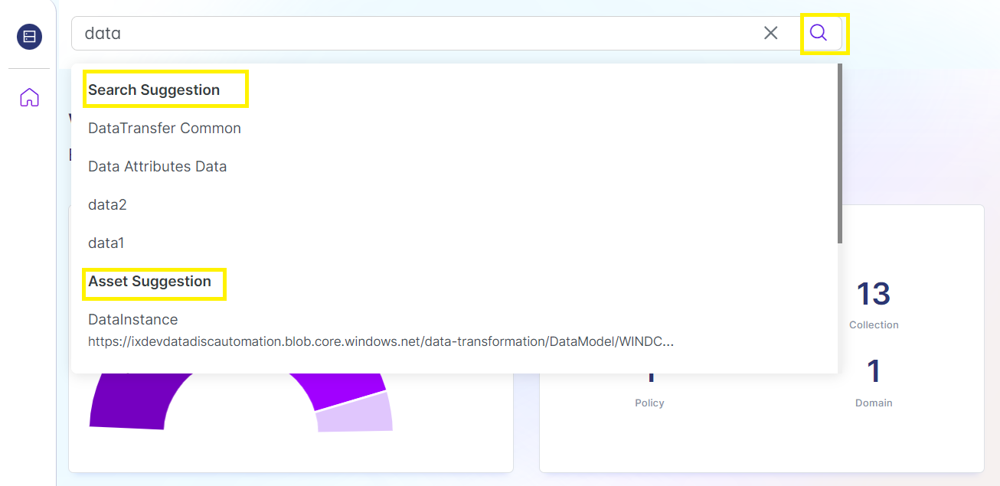 data
Search Suggestion
DataTransfer Common
Data Attributes Data
data2
data1
Asset Suggestion
DataInstance
https://ixdevdatadiscautomation.blob.core.windows.net/data-transformation/DataModel/WINDC...
13
Collection
1
Policy
1
Domain